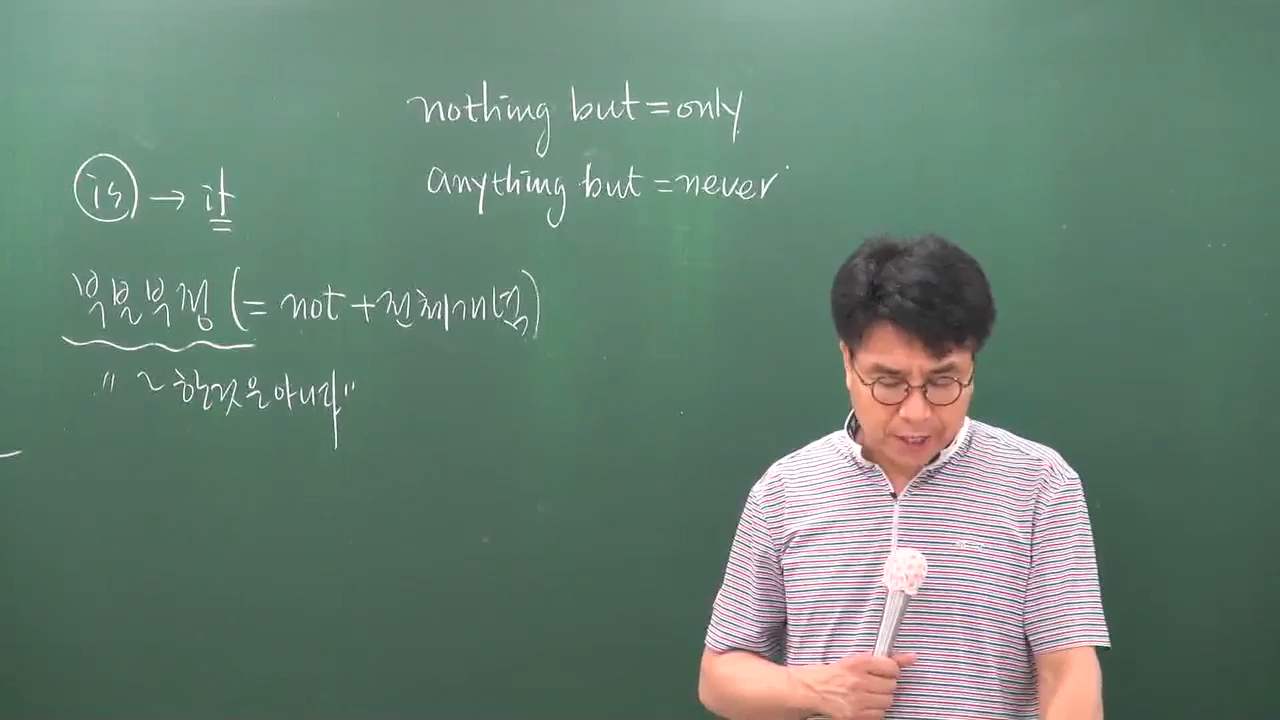 nothing but = only
anything but = never
is → it
부분부정 (= not + 전체개념)
" ~ 한것은아니다"